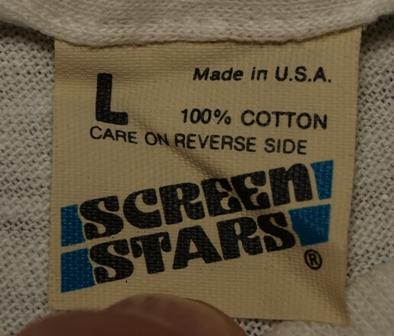 Made in U.S.A.
L
100% COTTON
CARE ON REVERSE SIDE
SCREEN
STARS
®